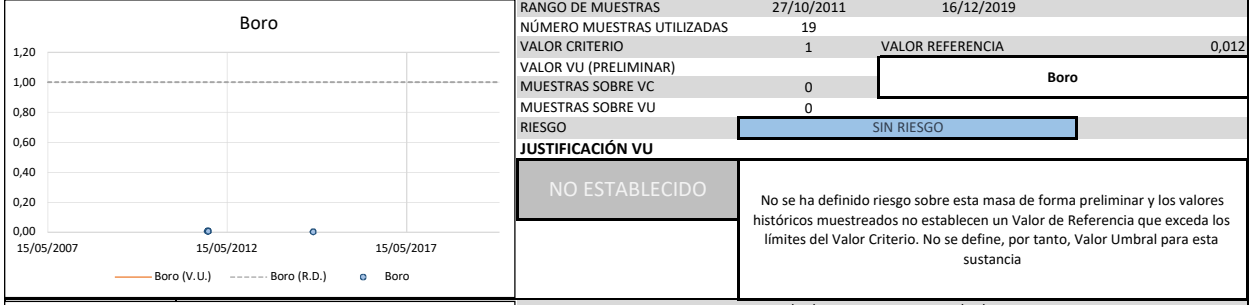 Boro
1,20
1,00
0,80
0,60
0,40
0,20
0,00
15/05/2007 15/05/2012 15/05/2017
Boro (V.U.) Boro (R.D.) Boro
RANGO DE MUESTRAS 27/10/2011 16/12/2019
NÚMERO MUESTRAS UTILIZADAS 19
VALOR CRITERIO 1 VALOR REFERENCIA 0,012
VALOR VU (PRELIMINAR)
Boro
MUESTRAS SOBRE VC 0
MUESTRAS SOBRE VU 0
RIESGO SIN RIESGO
JUSTIFICACIÓN VU
NO ESTABLECIDO
No se ha definido riesgo sobre esta masa de forma preliminar y los valores
históricos muestreados no establecen un Valor de Referencia que exceda los
límites del Valor Criterio. No se define, por tanto, Valor Umbral para esta
sustancia